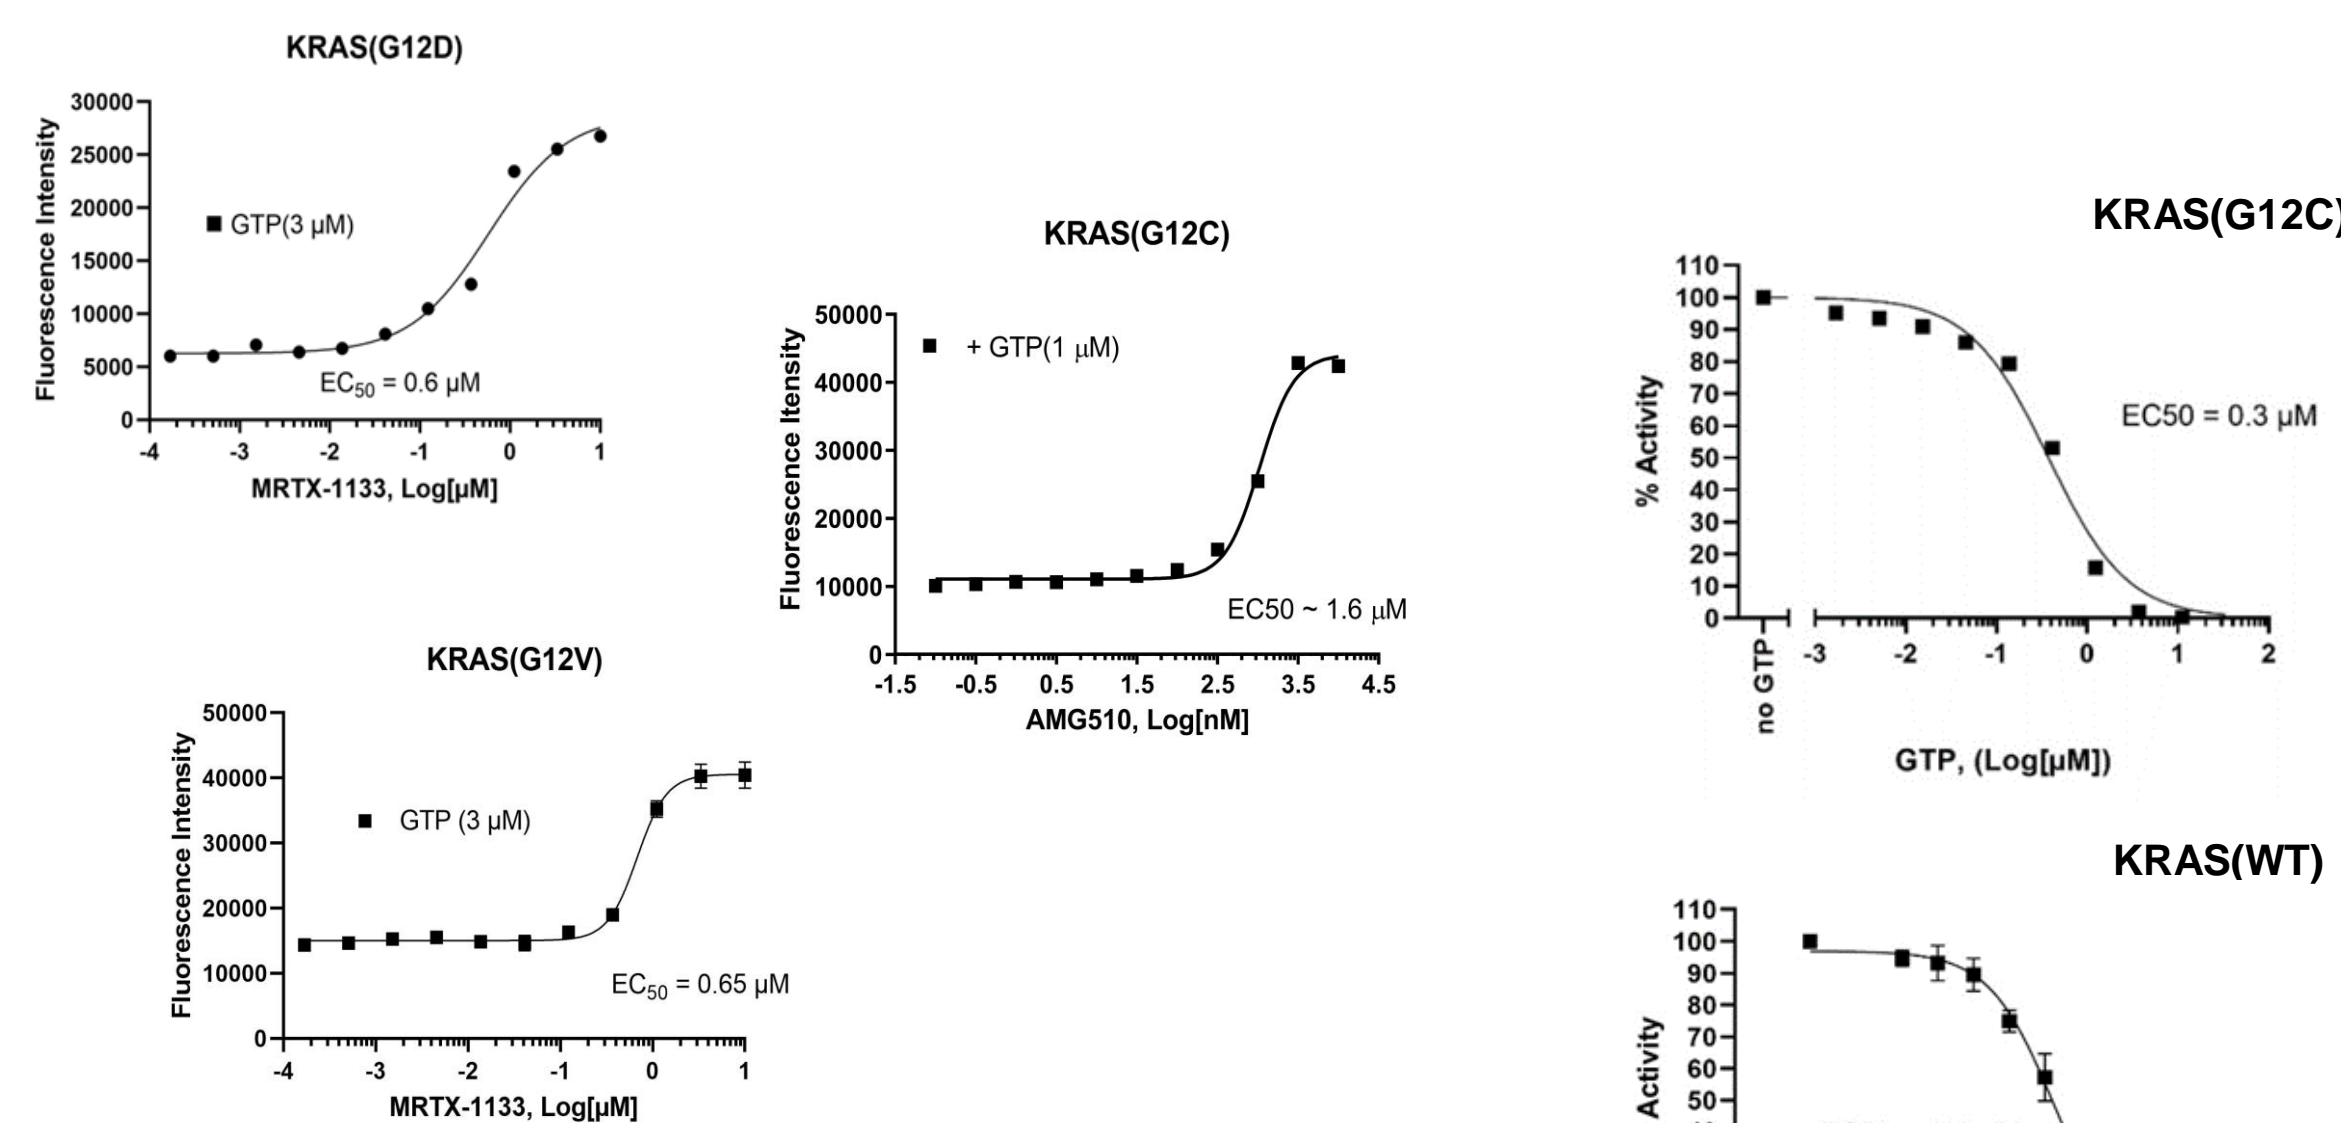 KRAS(G12D)
30000
25000
20000
15000
10000
5000
0
Fluorescence Intensity
GTP(3 µM)
EC50 = 0.6 µM
-4 -3 -2 -1 0 1
MRTX-1133, Log[µM]
KRAS(G12V)
50000
40000
30000
20000
10000
0
Fluorescence Intensity
GTP (3 µM)
EC50 = 0.65 µM
-4 -3 -2 -1 0 1
MRTX-1133, Log[µM]
KRAS(G12C)
50000
40000
30000
20000
10000
0
Fluorescence Itensity
+ GTP(1 µM)
EC50 ~ 1.6 µM
-1.5 -0.5 0.5 1.5 2.5 3.5 4.5
AMG510, Log[nM]
KRAS(G12C)
110
100
90
80
70
60
50
40
30
20
10
0
% Activity
EC50 = 0.3 µM
no GTP
-3 -2 -1 0 1 2
GTP, (Log[µM])
KRAS(WT)
110
100
90
80
70
60
50
Activity